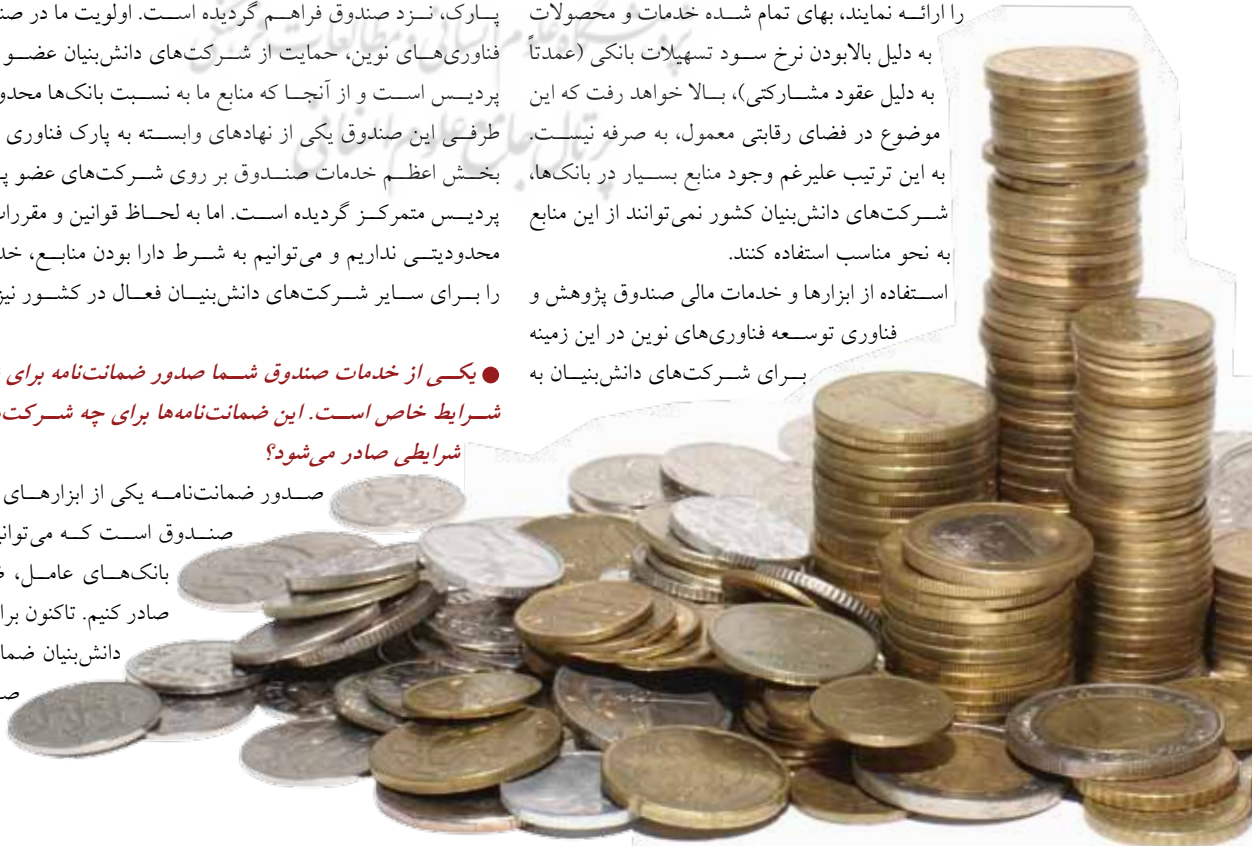 را ارائه نمایند، بهای تمام شده خدمات و محصولات
به دلیل بالابودن نرخ سود تسهیلات بانکی (عمدتاً
به دلیل عقود مشارکتی)، بالا خواهد رفت که این
موضوع در فضای رقابتی معمول، به صرفه نیست.
به این ترتیب علیرغم وجود منابع بسیار در بانک‌ها،
شرکت‌های دانش‌بنیان کشور نمی‌توانند از این منابع
به نحو مناسب استفاده کنند.
استفاده از ابزارها و خدمات مالی صندوق پژوهش و
فناوری توسعه فناوری‌های نوین در این زمینه
برای شرکت‌های دانش‌بنیان به
پارک، نزد صندوق فراهم گردیده است. اولویت ما در
فناوری‌های نوین، حمایت از شرکت‌های دانش‌بنیان عضو
پردیس است و از آنجا که منابع ما به نسبت بانک‌ها
طرفی این صندوق یکی از نهادهای وابسته به پارک فناوری
بخش اعظم خدمات صندوق بر روی شرکت‌های عضو
پردیس متمرکز گردیده است. اما به لحاظ قوانین و
محدودیتی نداریم و می‌توانیم به شرط دارا بودن منابع،
را برای سایر شرکت‌های دانش‌بنیان فعال در کشور نیز
● یکی از خدمات صندوق شما صدور ضمانت‌نامه برای
شرایط خاص است. این ضمانت‌نامه‌ها برای چه
شرایطی صادر می‌شود؟
صدور ضمانت‌نامه یکی از ابزارهای
صندوق است که
بانک‌های عامل،
صادر کنیم. تاکنون
دانش‌بنیان
پرتال جامع علوم انسانی